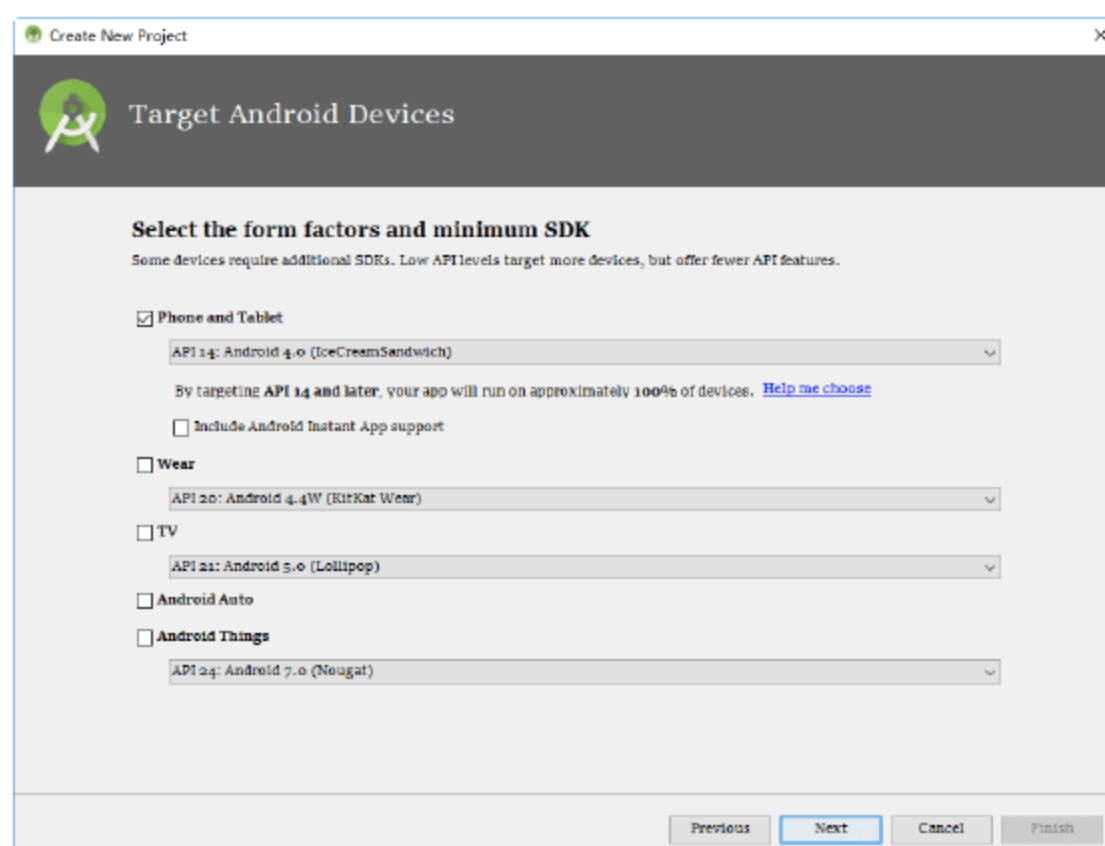 Create New Project
Target Android Devices
Select the form factors and minimum SDK
Some devices require additional SDKs. Low API levels target more devices, but offer fewer API features.
Phone and Tablet
API 14: Android 4.0 (IceCreamSandwich)
By targeting API 14 and later, your app will run on approximately 100% of devices. Help me choose
Include Android Instant App support
Wear
API 20: Android 4.4W (KitKat Wear)
TV
API 21: Android 5.0 (Lollipop)
Android Auto
Android Things
API 24: Android 7.0 (Nougat)
Previous Next Cancel Finish